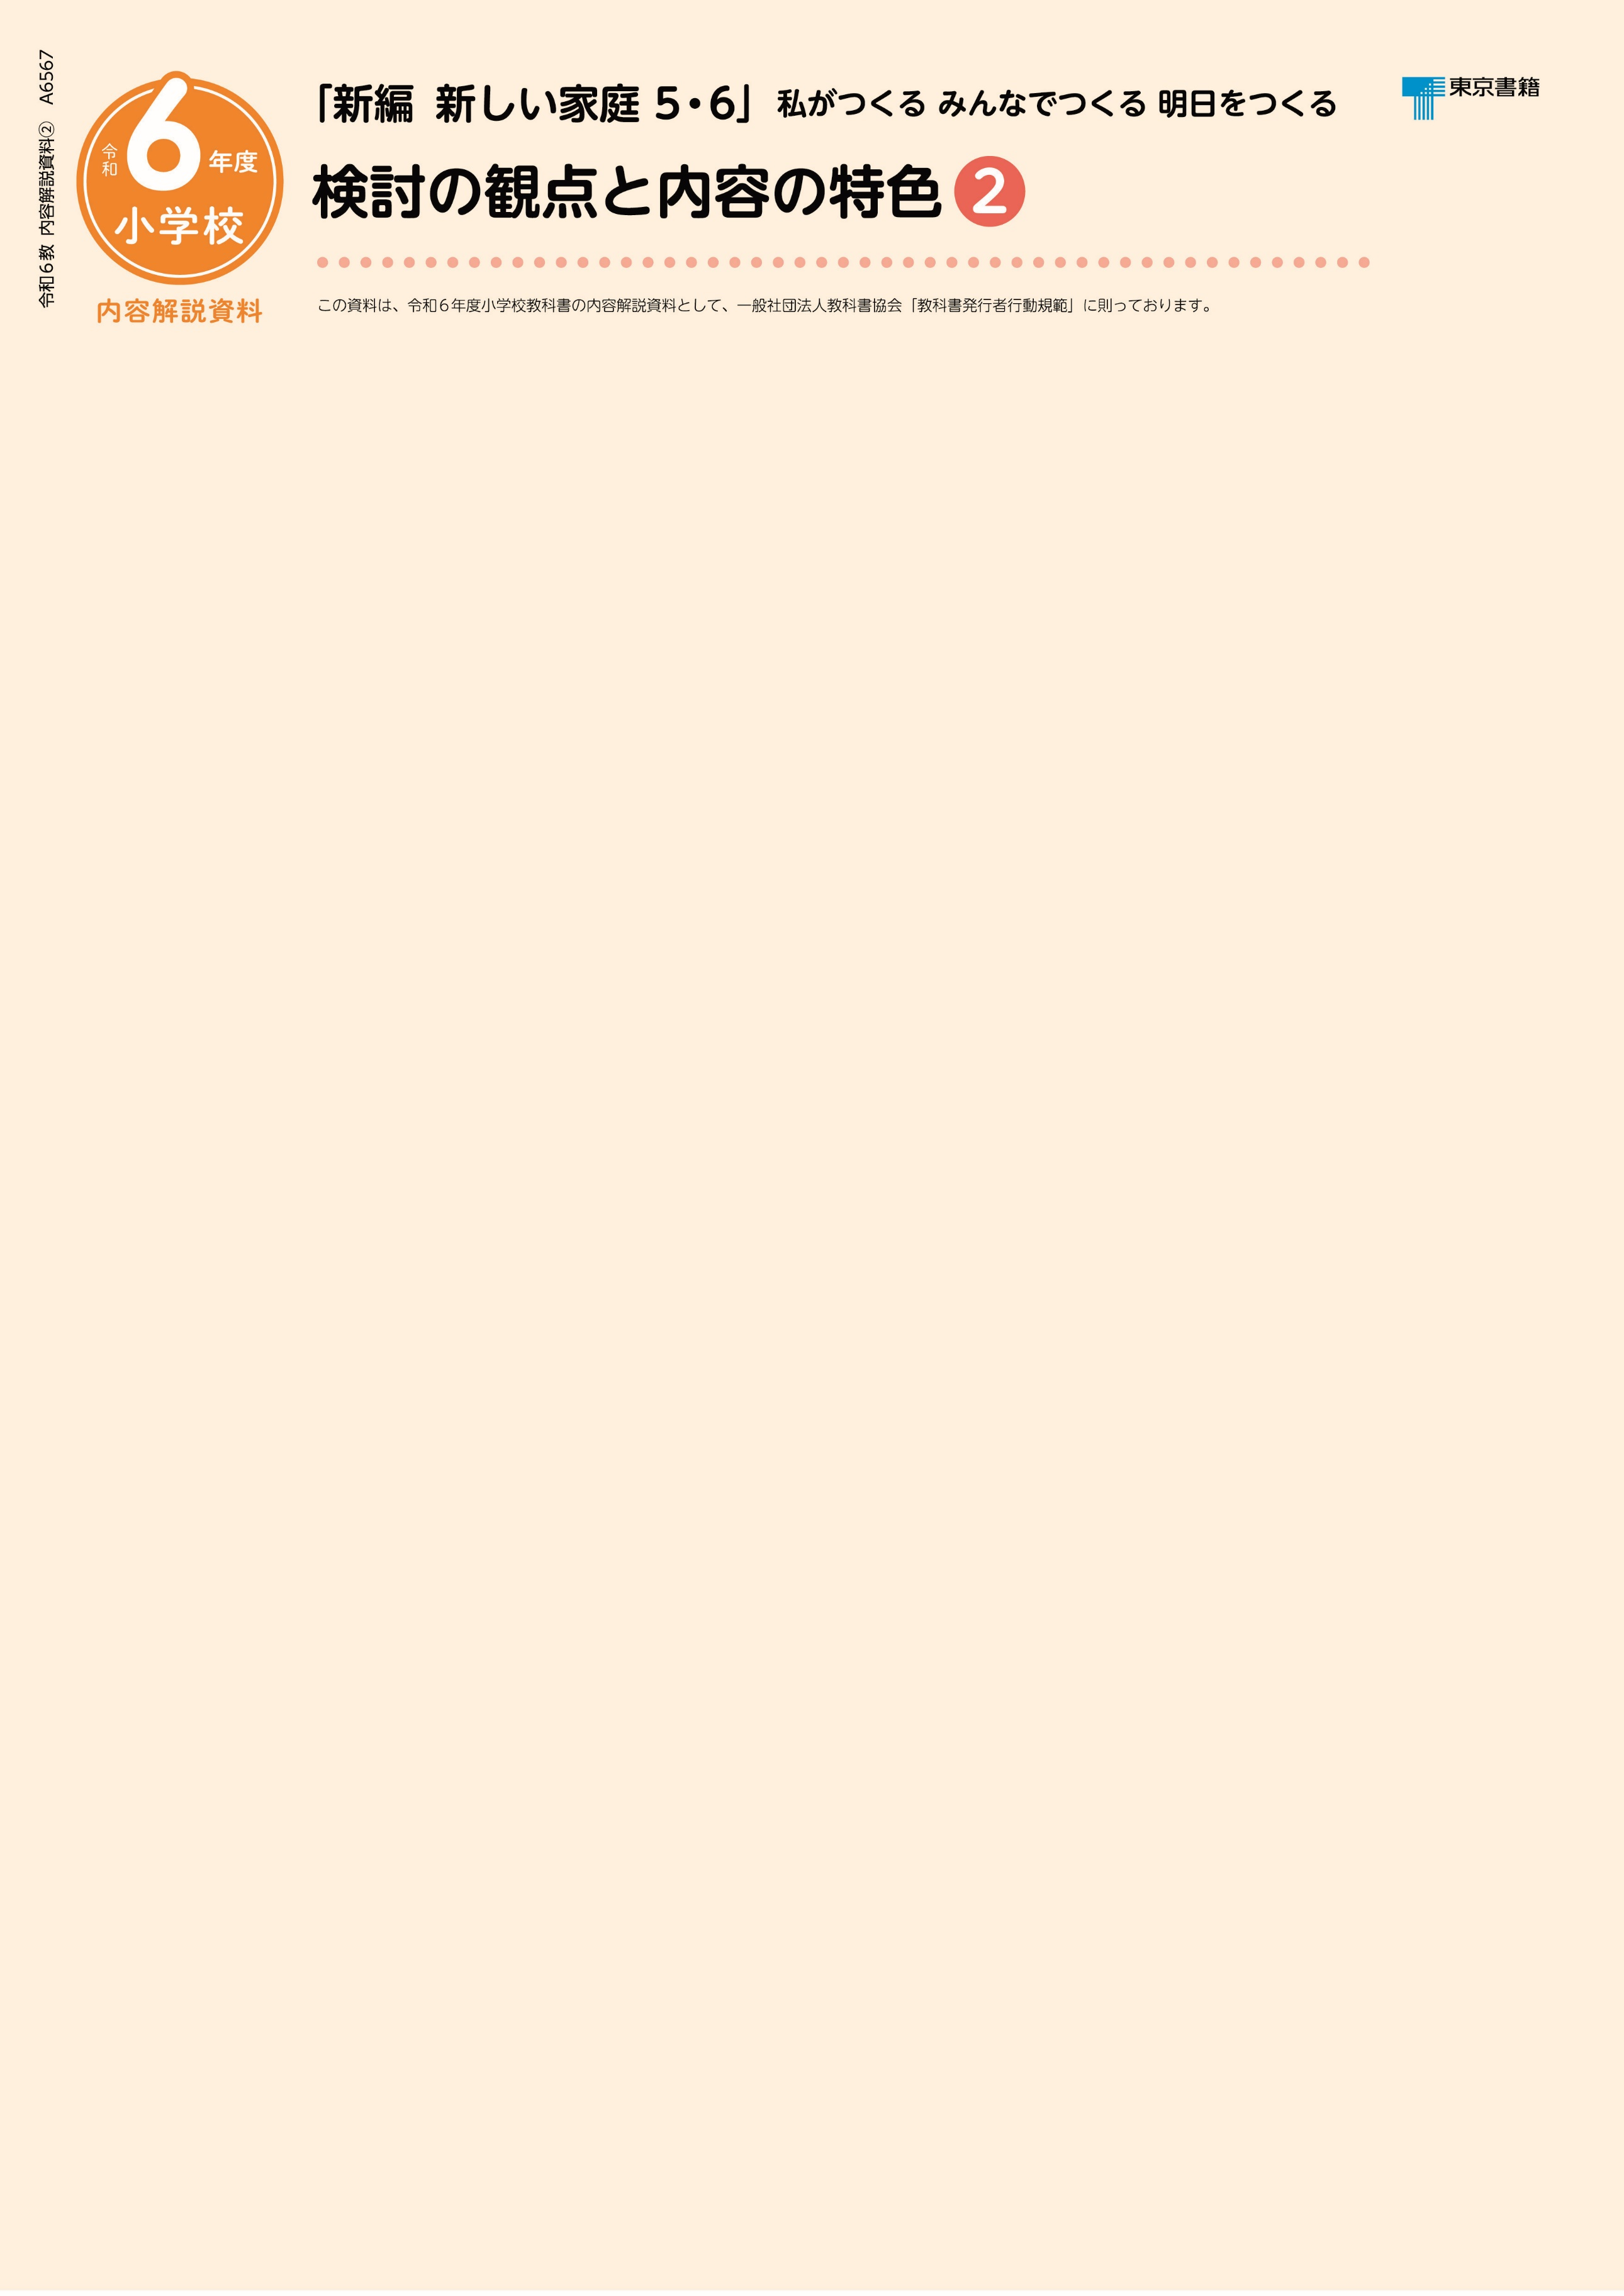 令和６教 内容解説資料② A6567
令和6年度
小学校
内容解説資料
「新編 新しい家庭 5・6」 私がつくる みんなでつくる 明日をつくる
検討の観点と内容の特色 2
この資料は、令和６年度小学校教科書の内容解説資料として、一般社団法人教科書協会「教科書発行者行動規範」に則っております。
東京書籍